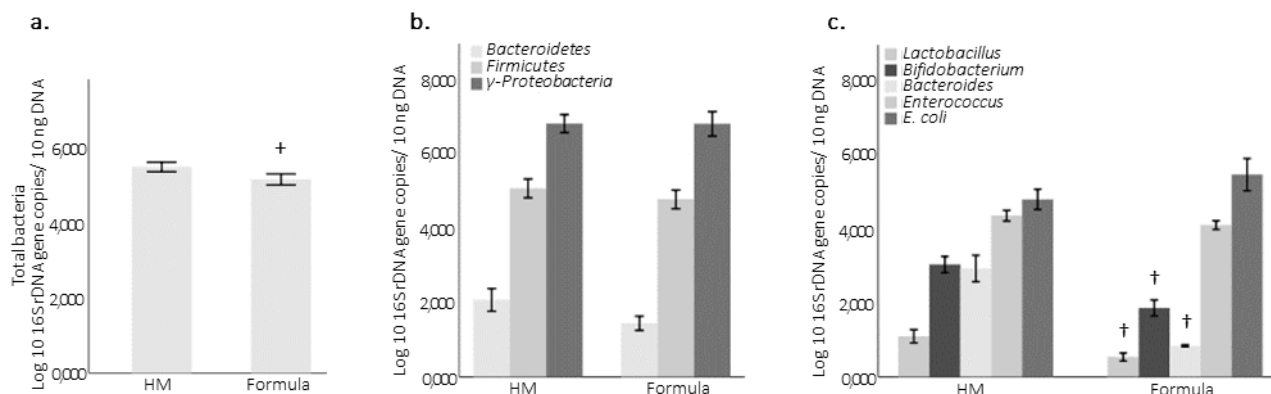 a.
Total bacteria
Log 10 16SrDNA gene copies/ 10 ng DNA
6,000
4,000
2,000
0,000
+
HM
Formula
b.
Bacteroidetes
Firmicutes
γ-Proteobacteria
Log 10 16SrDNA gene copies/ 10 ng DNA
8,000
6,000
4,000
2,000
0,000
HM
Formula
c.
Lactobacillus
Bifidobacterium
Bacteroides
Enterococcus
E. coli
Log 10 16SrDNA gene copies/ 10 ng DNA
8,000
6,000
4,000
2,000
0,000
† † †
HM
Formula